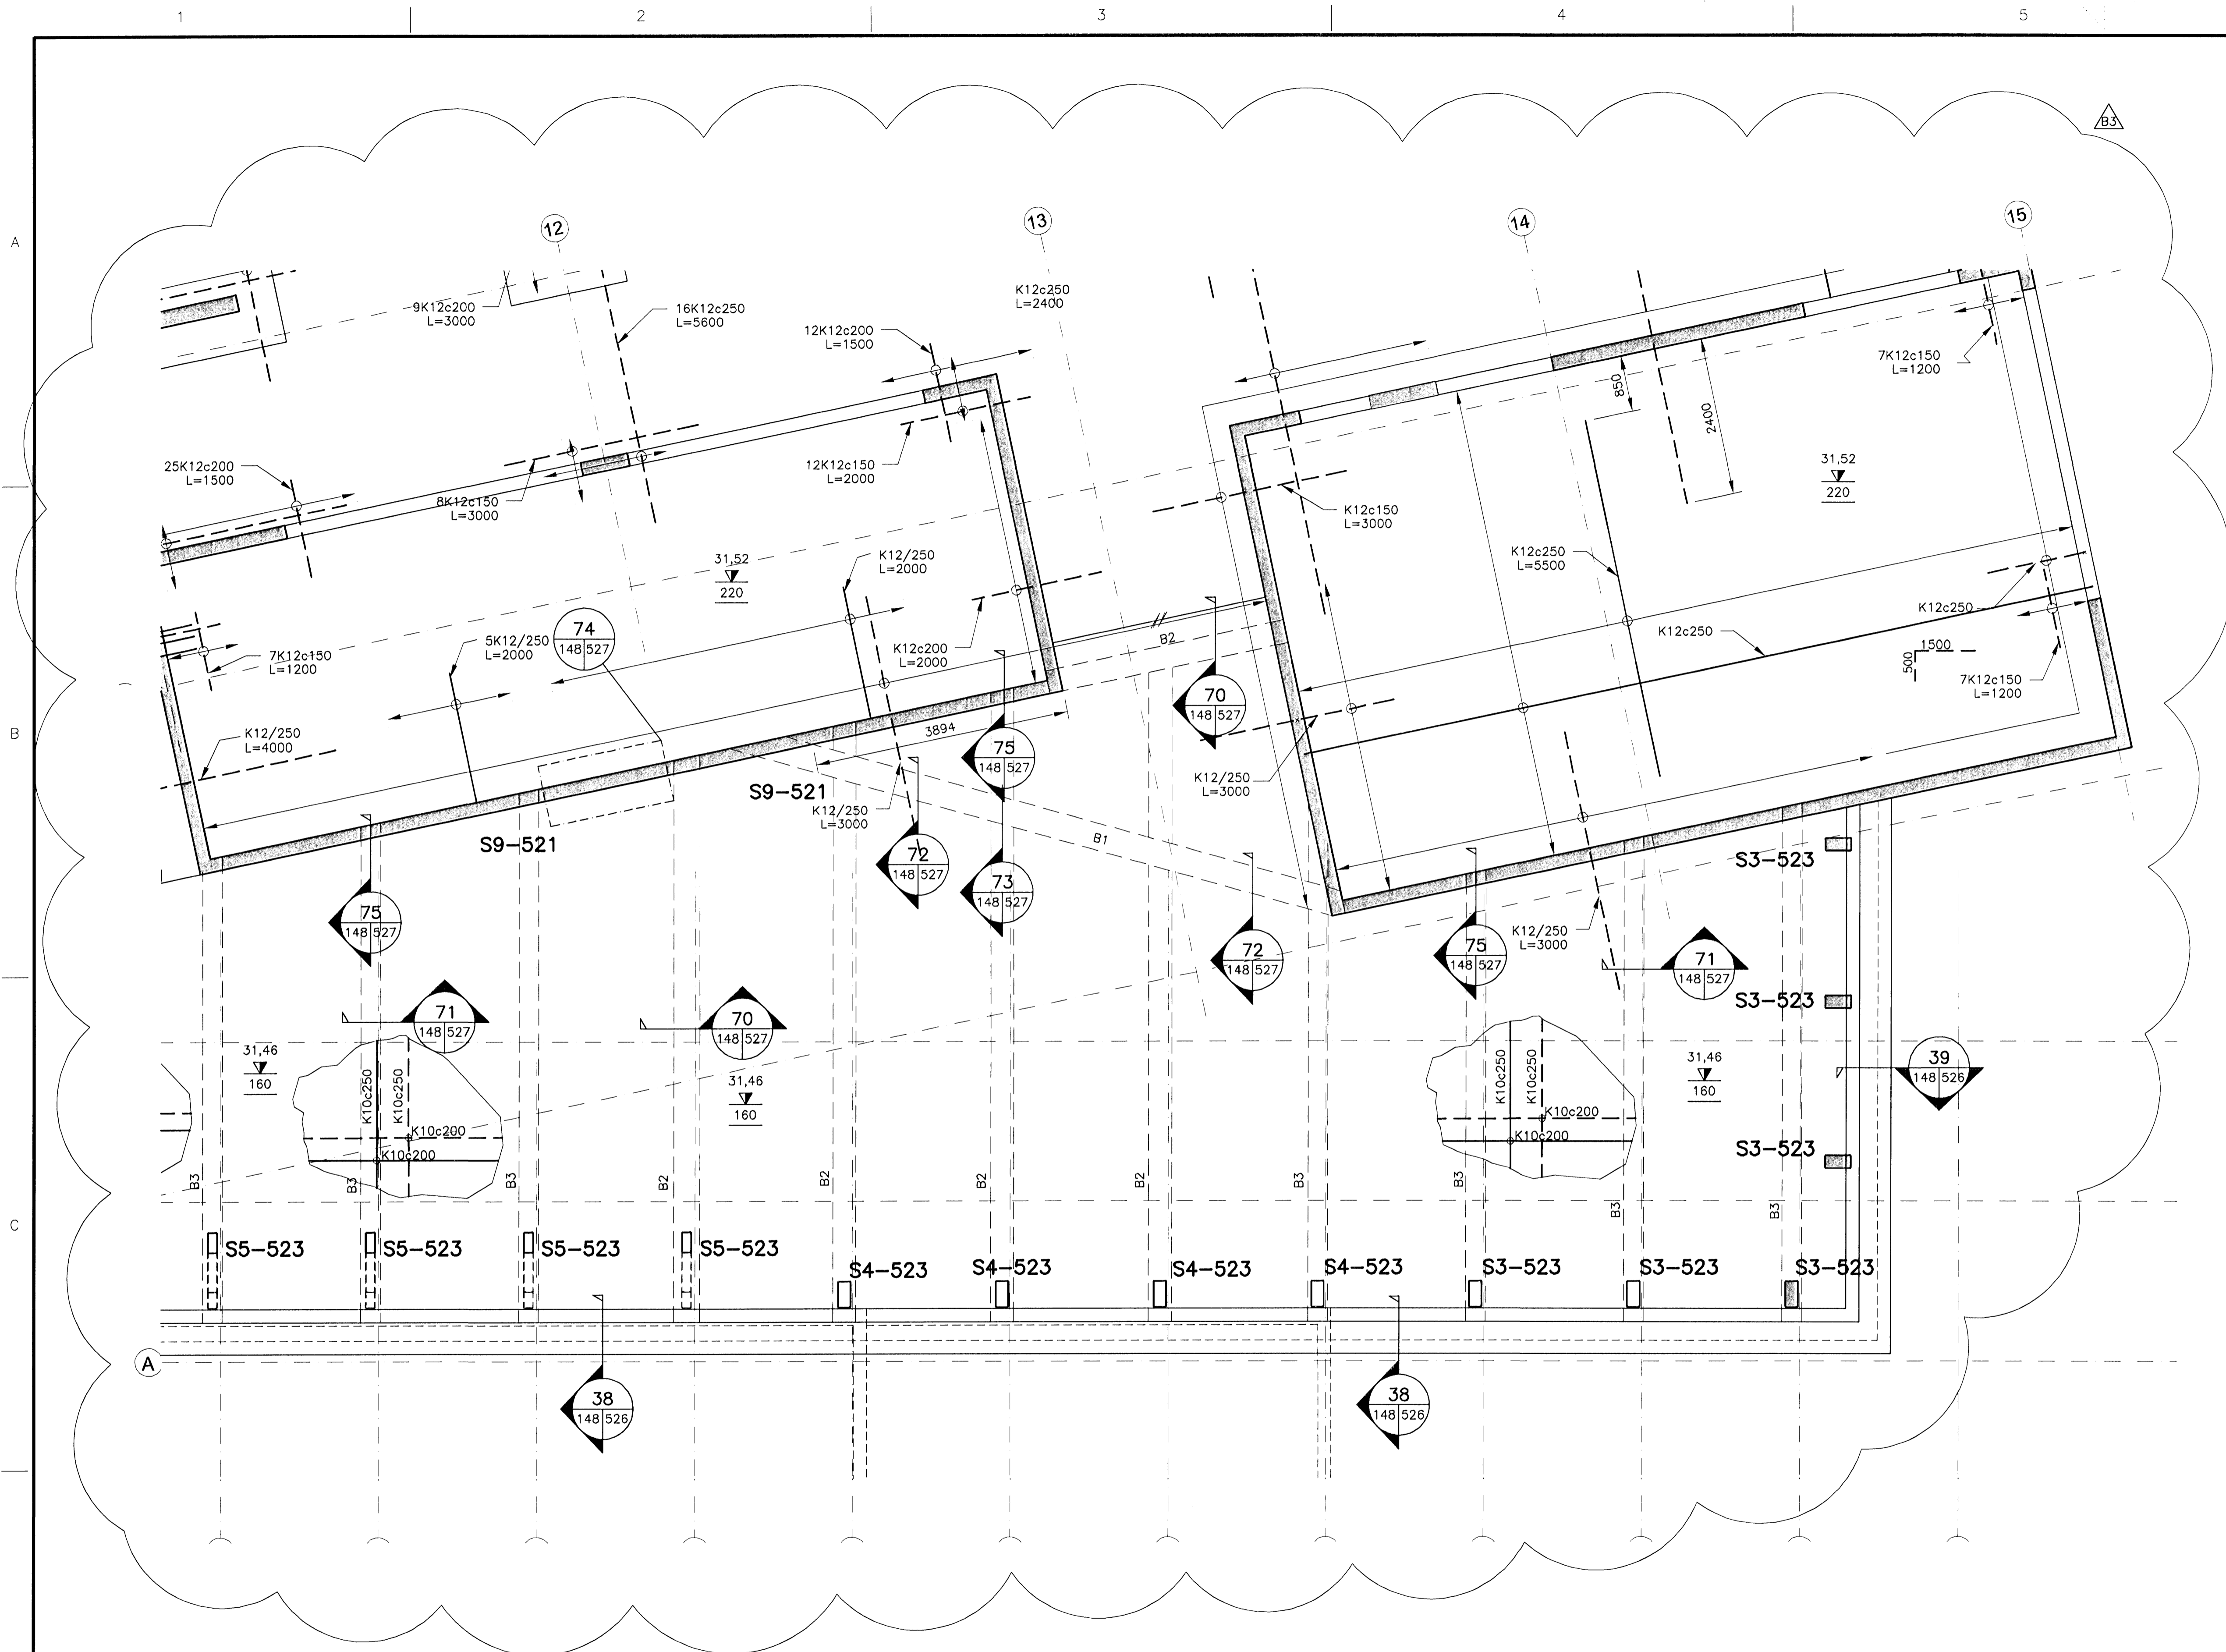 1 2 3 4 5
B3
A
12 13 14 15
K12c250
L=2400
9K12c200
L=3000
16K12c250
L=5600
12K12c200
L=1500
7K12c150
L=1200
850
2400
25K12c200
L=1500
8K12c150
L=3000
12K12c150
L=2000
31,52
220
K12c150
L=3000
K12c250
L=5500
31,52
220
K12/250
L=2000
74
148 527
5K12/250
L=2000
K12c200
L=2000
B2
K12c250
K12c250
1500
500
7K12c150
L=1200
7K12c150
L=1200
70
148 527
B
K12/250
L=4000
3894
75
148 527
K12/250
L=3000
S9-521
K12/250
L=3000
S9-521
B1
72
148 527
73
148 527
S3-523
75
148 527
72
148 527
75
148 527
K12/250
L=3000
71
148 527
71
148 527
70
148 527
S3-523
31,46
160
K10c250
K10c250
K10c200
K10c200
31,46
160
K10c250
K10c250
K10c200
K10c200
31,46
160
39
148 526
S3-523
B3
B3
B3
B2
B2
B2
B2
B3
B3
B3
B3
C
S5-523
S5-523
S5-523
S5-523
S4-523
S4-523
S4-523
S4-523
S3-523
S3-523
S3-523
A
38
148 526
38
148 526